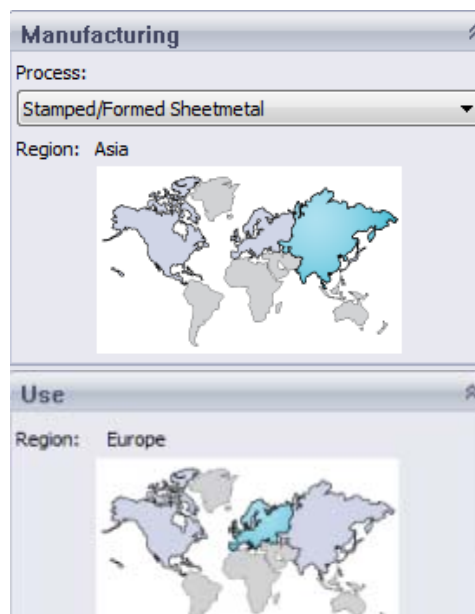 Manufacturing
Process:
Stamped/Formed Sheetmetal
Region: Asia
Use
Region: Europe